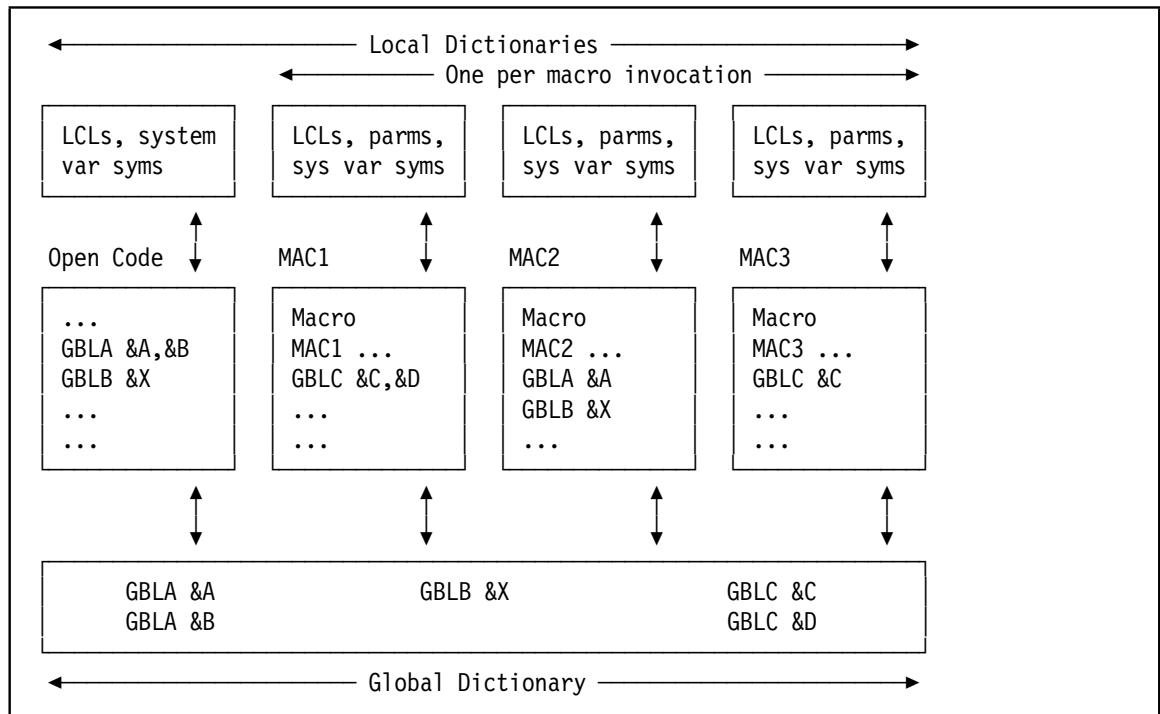 Local Dictionaries
One per macro invocation
LCLs, system LCLs, parms, LCLs, parms, LCLs, parms,
var syms sys var syms sys var syms sys var syms
Open Code MAC1 MAC2 MAC3
... Macro Macro Macro
GBLA &A,&B MAC1 ... MAC2 ... MAC3 ...
GBLB &X GBLC &C,&D GBLA &A GBLC &C
... ... GBLB &X ...
... ... ... ...
GBLA &A GBLB &X GBLC &C
GBLA &B GBLC &D
Global Dictionary